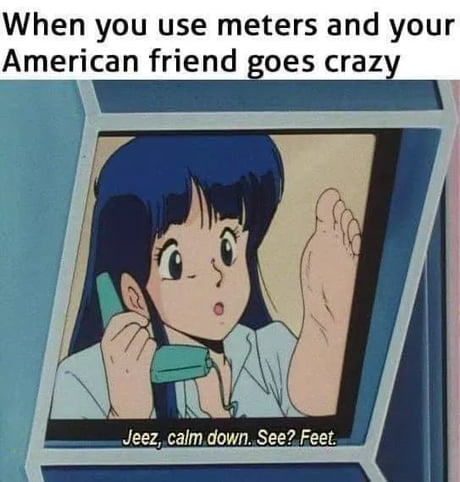 When you use meters and your
American friend goes crazy
Jeez, calm down. See? Feet.